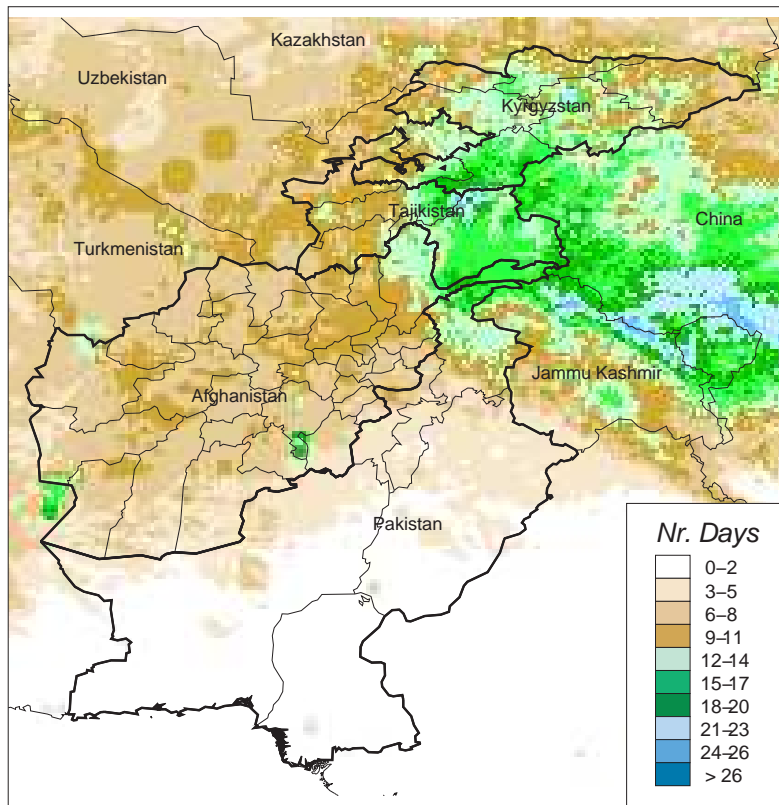 Kazakhstan
Uzbekistan
Kyrgyzstan
Tajikistan
China
Turkmenistan
Jammu Kashmir
Afghanistan
Pakistan
Nr. Days
0–2
3–5
6–8
9–11
12–14
15–17
18–20
21–23
24–26
> 26